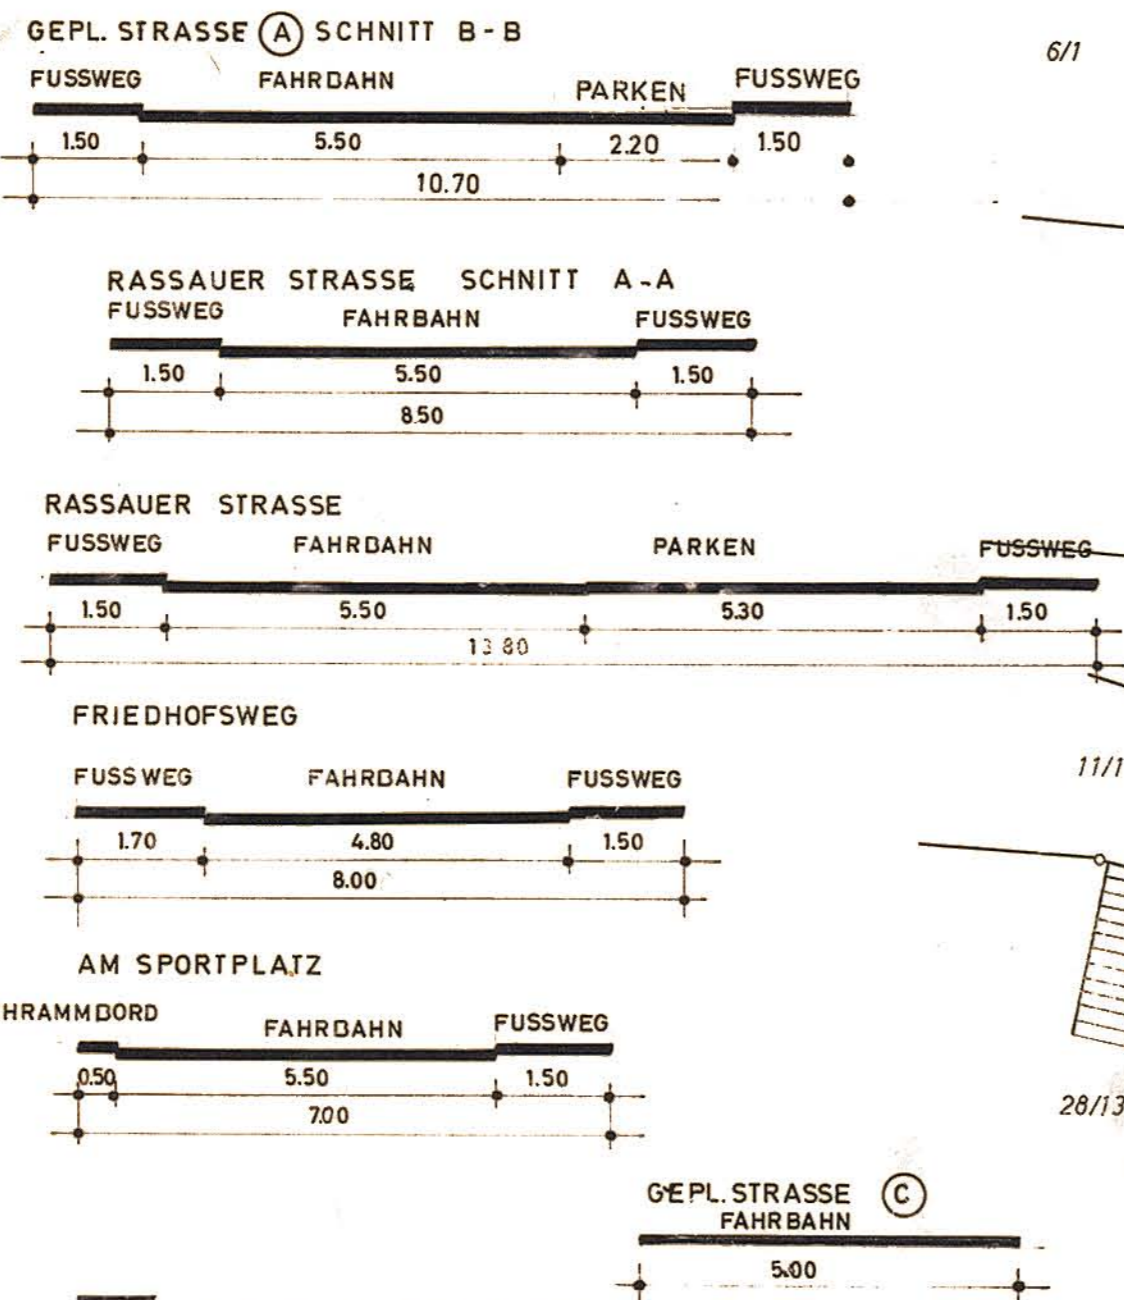 GEPL. STRASSE (A) SCHNITT B-B
6/1
FUSSWEG FAHRBAHN PARKEN FUSSWEG
1.50 5.50 2.20 1.50
10.70
RASSAUER STRASSE SCHNITT A-A
FUSSWEG FAHRBAHN FUSSWEG
1.50 5.50 1.50
8.50
RASSAUER STRASSE
FUSSWEG FAHRBAHN PARKEN FUSSWEG
1.50 5.50 5.30 1.50
13.80
FRIEDHOFSWEG
11/1
FUSSWEG FAHRBAHN FUSSWEG
1.70 4.80 1.50
8.00
AM SPORTPLATZ
HRAMMBORD FAHRBAHN FUSSWEG
0.50 5.50 1.50
7.00
28/13
GEPL. STRASSE (C)
FAHRBAHN
5.00